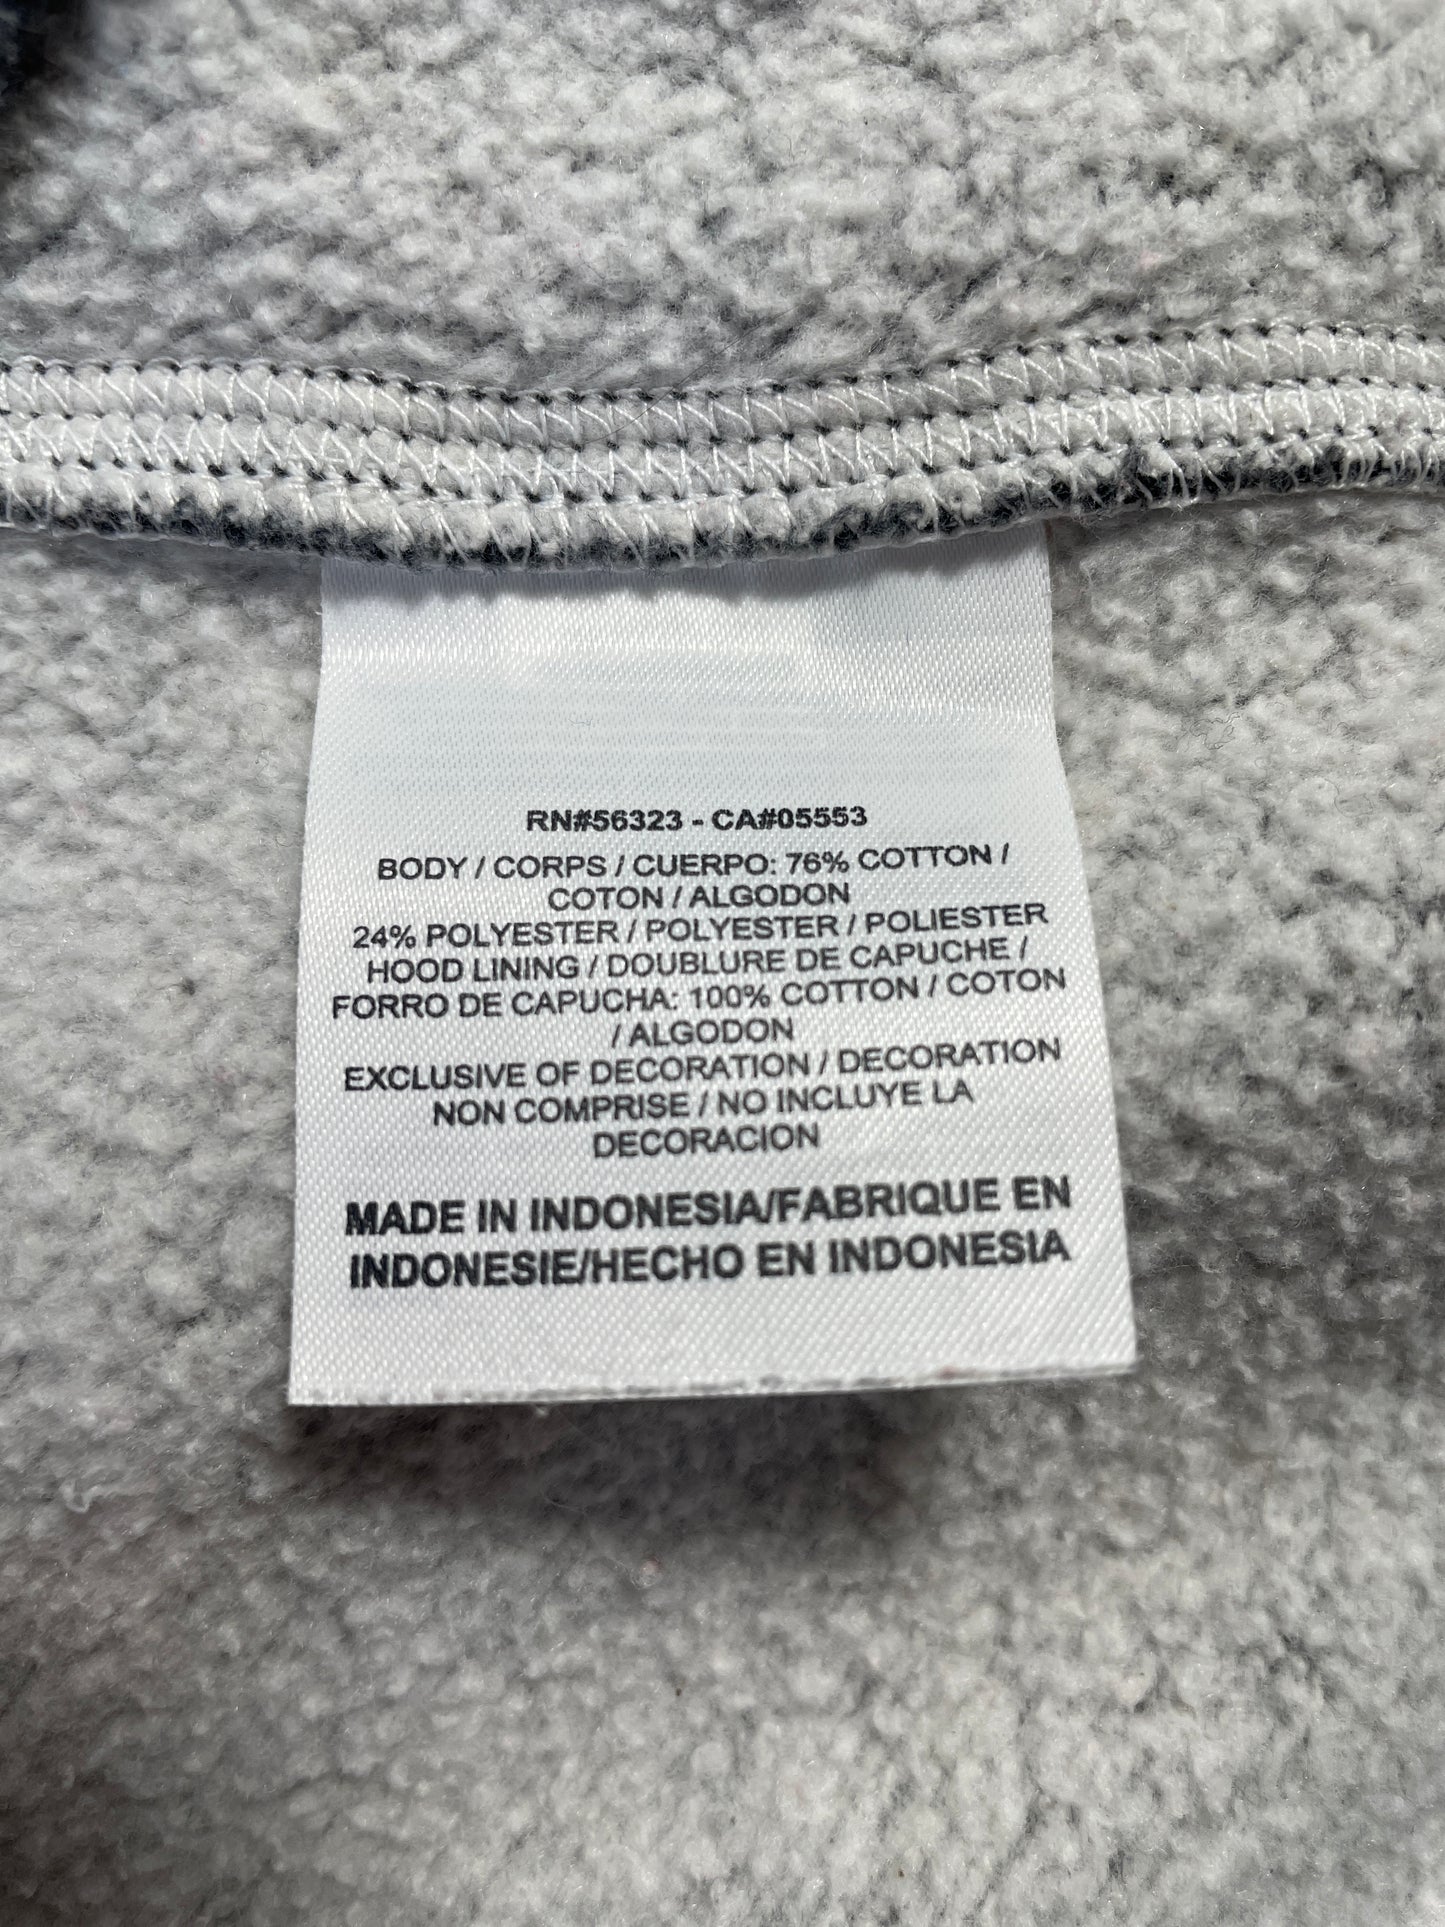 RN#56323 - CA#05553
BODY / CORPS / CUERPO: 76% COTTON /
COTON / ALGODON
24% POLYESTER / POLYESTER / POLIESTER
HOOD LINING / DOUBLURE DE CAPUCHE /
FORRO DE CAPUCHA: 100% COTTON / COTON
/ ALGODON
EXCLUSIVE OF DECORATION / DECORATION
NON COMPRISE / NO INCLUYE LA
DECORACION
MADE IN INDONESIA/FABRIQUE EN
INDONESIE/HECHO EN INDONESIA